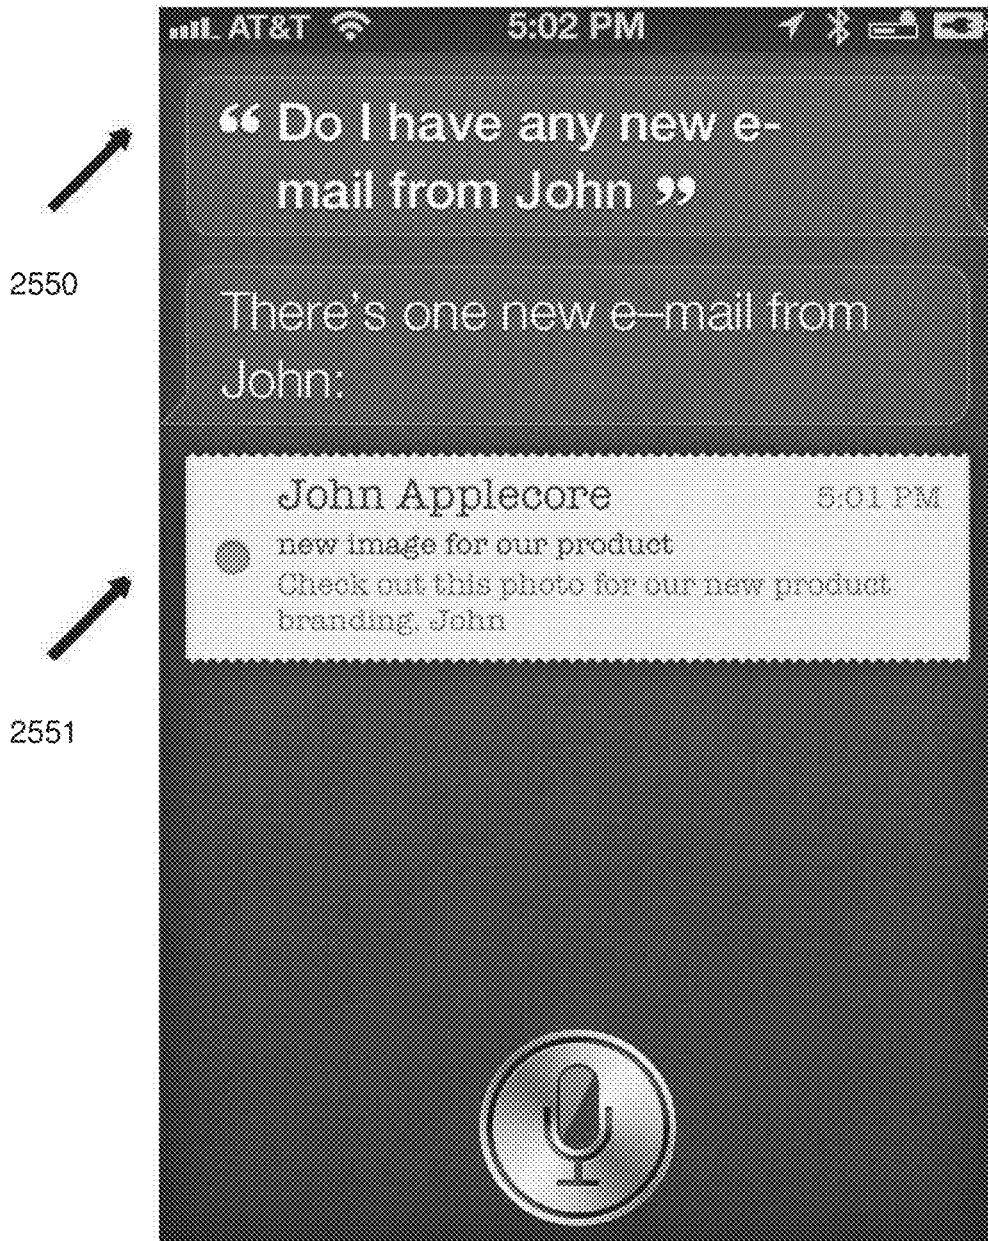 AT&T 5:02 PM
“ Do I have any new e-
mail from John ”
2550
There's one new e–mail from
John:
John Applecore 5:01 PM
new image for our product
Check out this photo for our new product
branding. John
2551